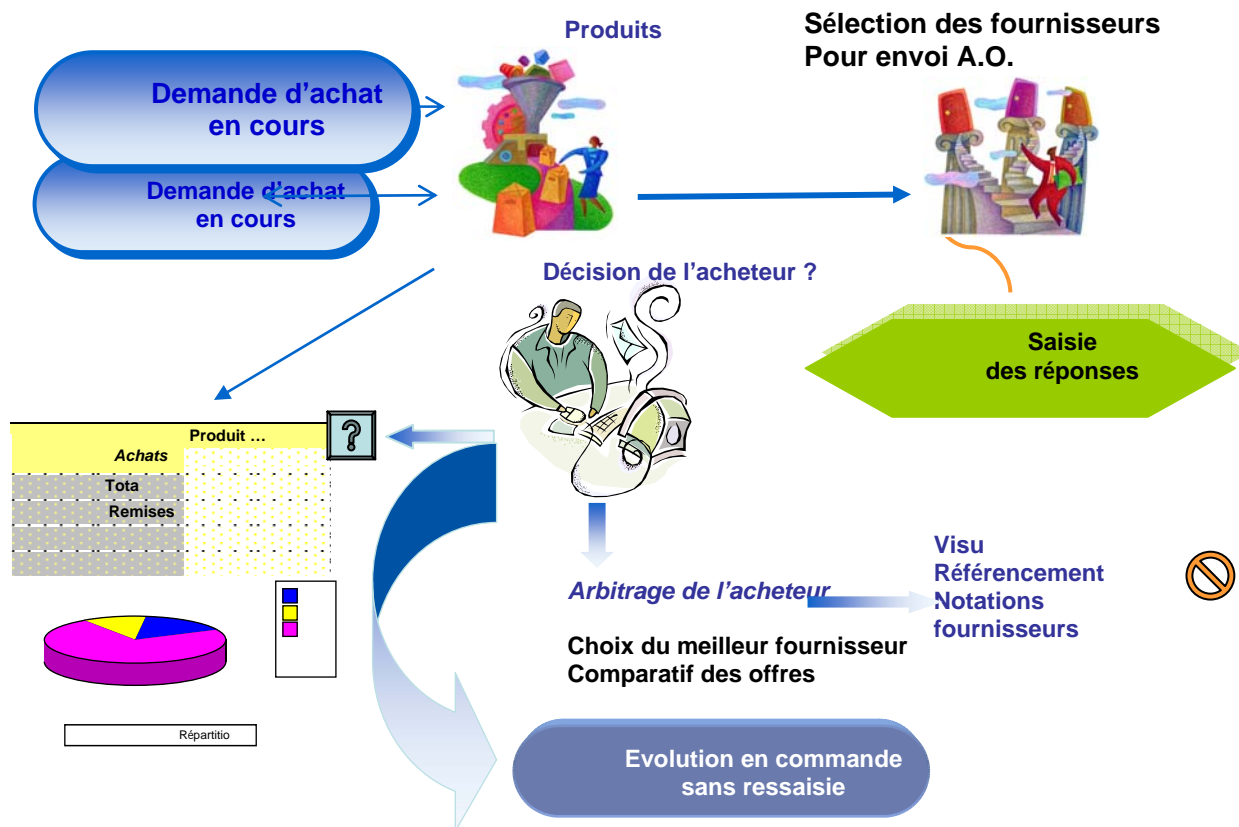 Produits
Sélection des fournisseurs
Pour envoi A.O.
Demande d'achat
en cours
Demande d'achat
en cours
Décision de l'acheteur ?
Saisie
des réponses
Produit ...
Achats
Tota
Remises
?
Arbitrage de l'acheteur
Visu
Référencement
Notations
fournisseurs
Choix du meilleur fournisseur
Comparatif des offres
Répartitio
Evolution en commande
sans ressaisie